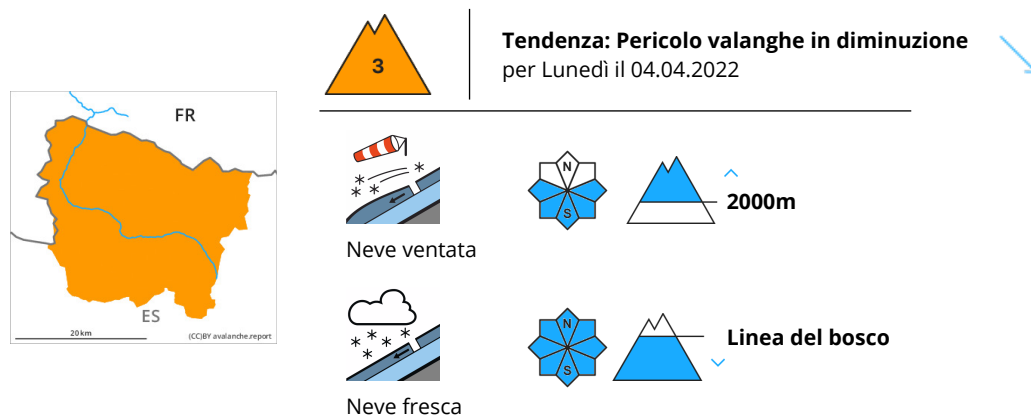 3
Tendenza: Pericolo valanghe in diminuzione
per Lunedì il 04.04.2022
FR
ES
20 km
(CC)BY avalanche.report
N
S
2000m
Neve ventata
N
S
Linea del bosco
Neve fresca